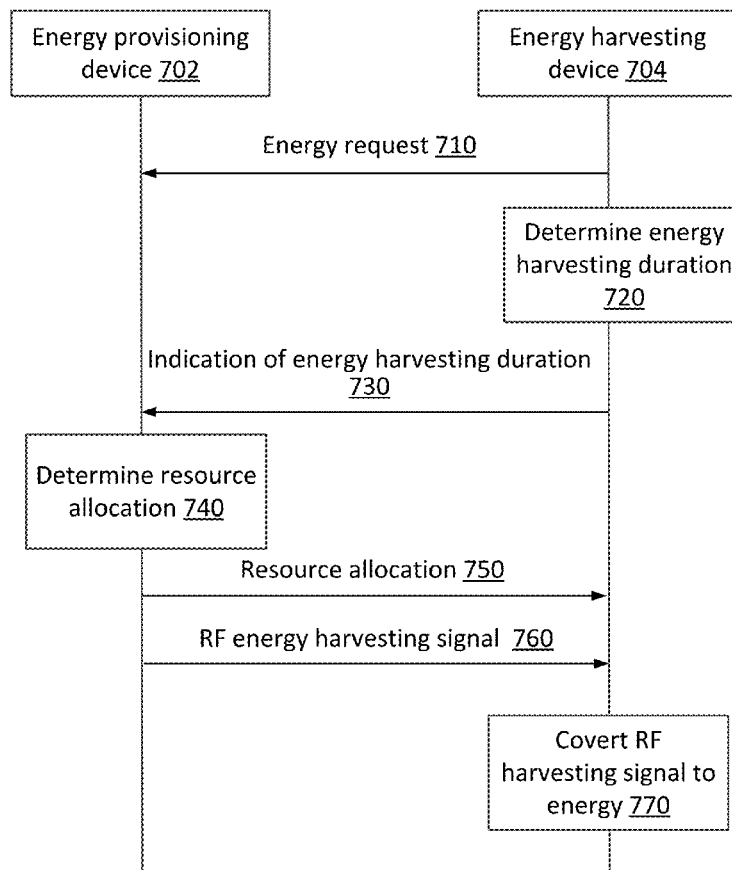 Energy provisioning
device 702
Energy harvesting
device 704
Energy request 710
Determine energy
harvesting duration
720
Indication of energy harvesting duration
730
Determine resource
allocation 740
Resource allocation 750
RF energy harvesting signal 760
Covert RF
harvesting signal to
energy 770